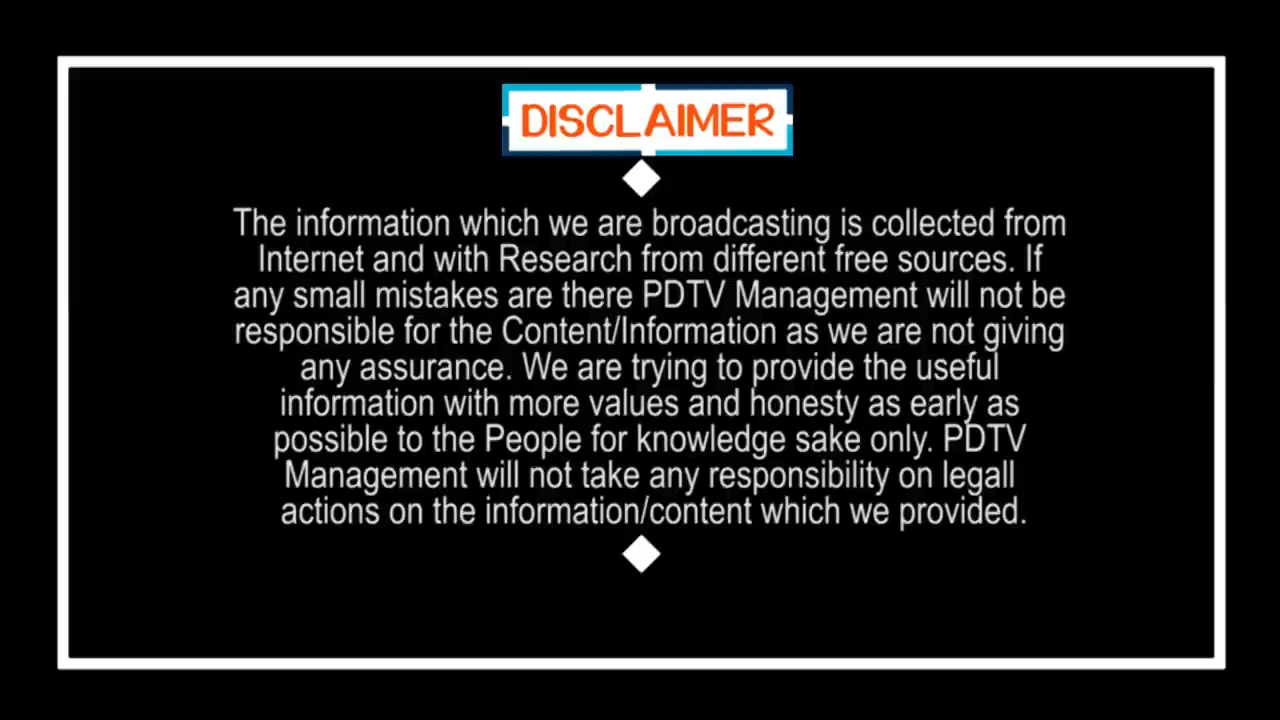 DISCLAIMER
The information which we are broadcasting is collected from
Internet and with Research from different free sources. If
any small mistakes are there PDTV Management will not be
responsible for the Content/Information as we are not giving
any assurance. We are trying to provide the useful
information with more values and honesty as early as
possible to the People for knowledge sake only. PDTV
Management will not take any responsibility on legall
actions on the information/content which we provided.